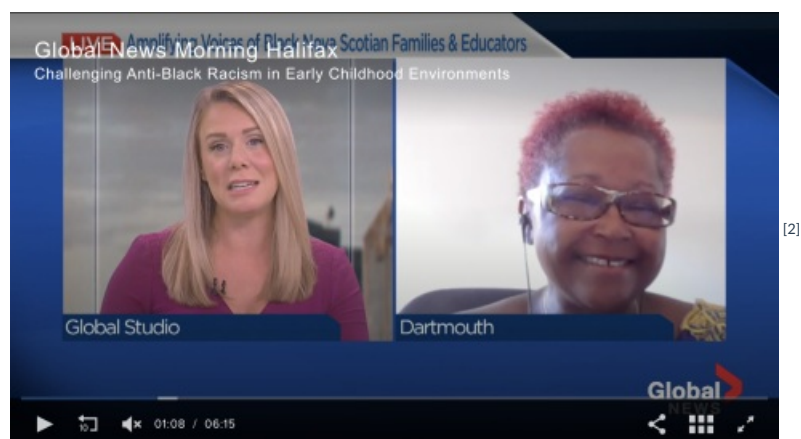 LIVE Amplifying Voices of Black Nova Scotian Families & Educators
Global News Morning Halifax
Challenging Anti-Black Racism in Early Childhood Environments
[2]
Global Studio
Dartmouth
Global
NEWS
10
01:08 / 06:15